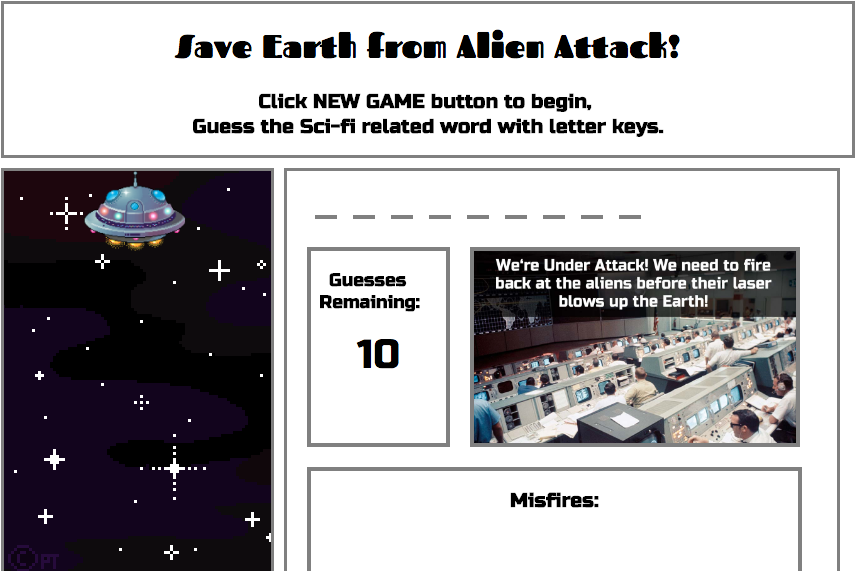 Save Earth from Alien Attack!
Click NEW GAME button to begin,
Guess the Sci-fi related word with letter keys.
_ _ _ _ _ _ _ _ _
We're Under Attack! We need to fire
back at the aliens before their laser
blows up the Earth!
Guesses
Remaining:
10
Misfires:
© PT